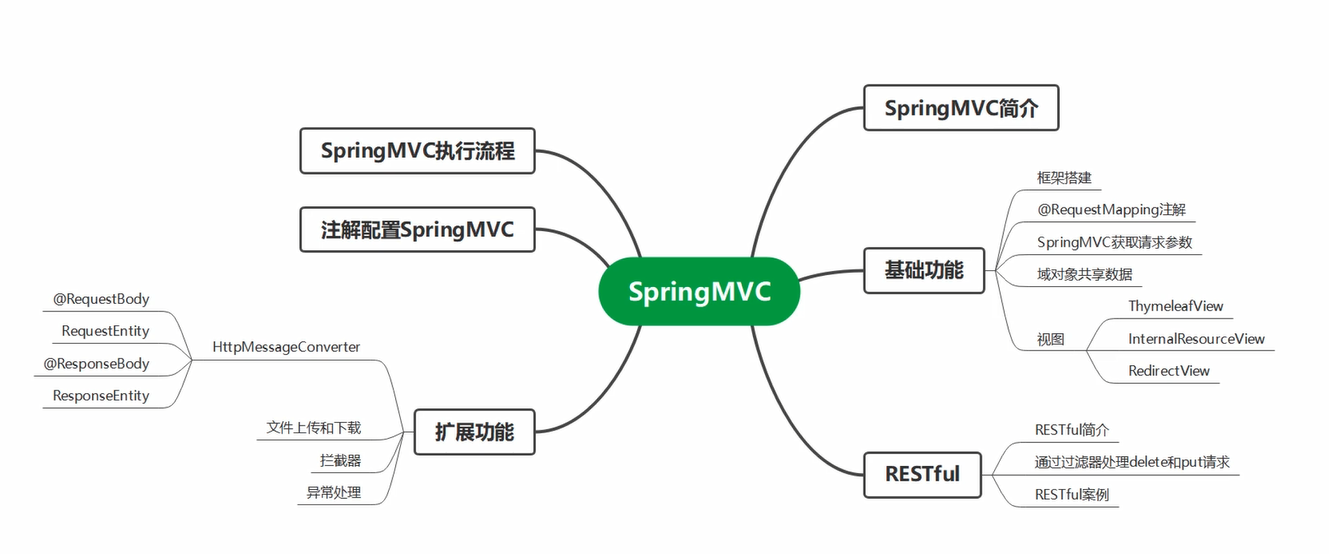 SpringMVC
SpringMVC简介
基础功能
框架搭建
@RequestMapping注解
SpringMVC获取请求参数
域对象共享数据
视图
ThymeleafView
InternalResourceView
RedirectView
RESTful
RESTful简介
通过过滤器处理delete和put请求
RESTful案例
扩展功能
HttpMessageConverter
@RequestBody
RequestEntity
@ResponseBody
ResponseEntity
文件上传和下载
拦截器
异常处理
注解配置SpringMVC
SpringMVC执行流程